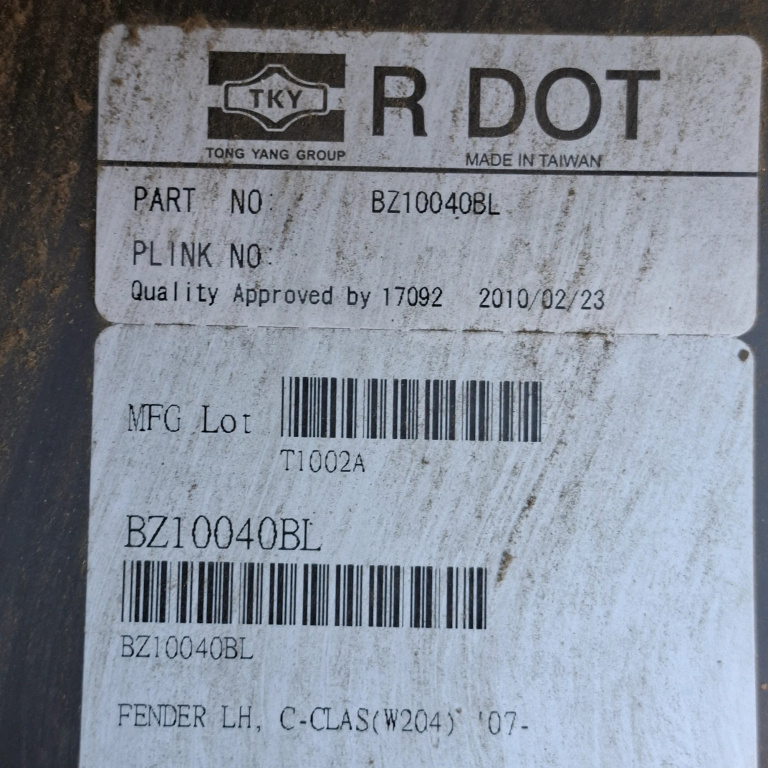 TKY
R DOT
TONG YANG GROUP
MADE IN TAIWAN
PART NO: BZ10040BL
PLINK NO:
Quality Approved by 17092 2010/02/23
MFG Lot
T1002A
BZ10040BL
BZ10040BL
FENDER LH, C-CLAS(W204) '07-